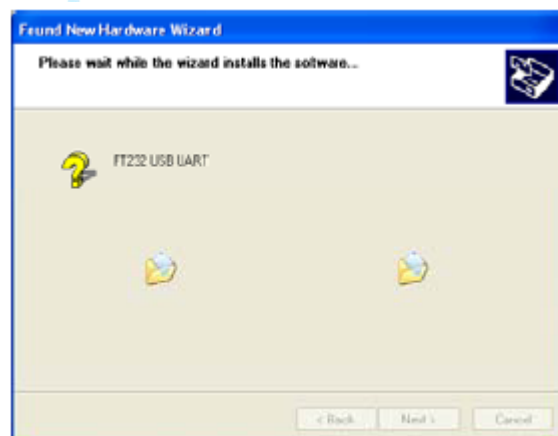 Found New Hardware Wizard
Please wait while the wizard installs the software...
FT232 USB UART
< Back
Next >
Cancel